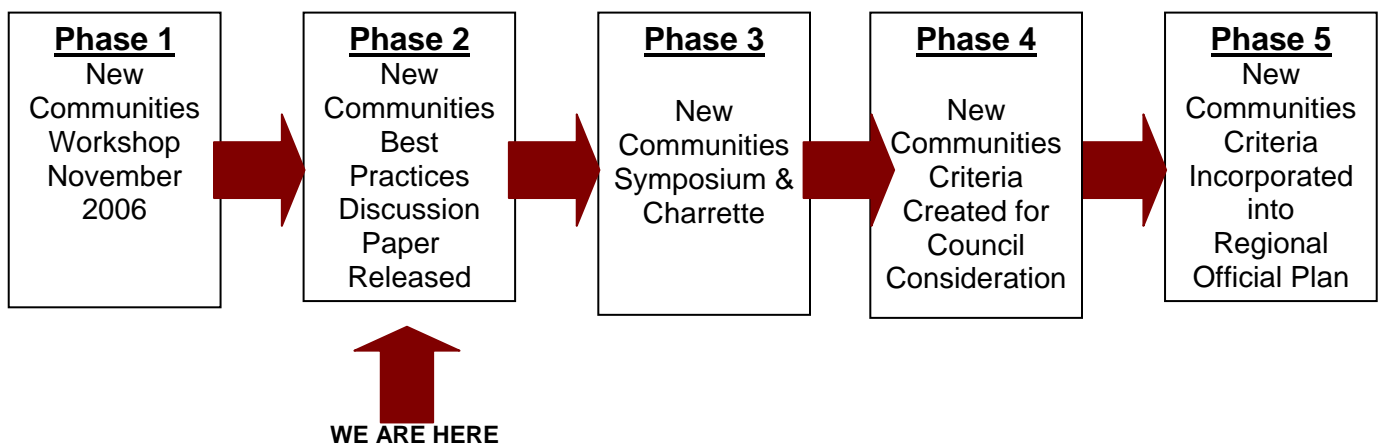 Phase 1
New
Communities
Workshop
November
2006
Phase 2
New
Communities
Best
Practices
Discussion
Paper
Released
Phase 3
New
Communities
Symposium &
Charrette
Phase 4
New
Communities
Criteria
Created for
Council
Consideration
Phase 5
New
Communities
Criteria
Incorporated
into
Regional
Official Plan
WE ARE HERE